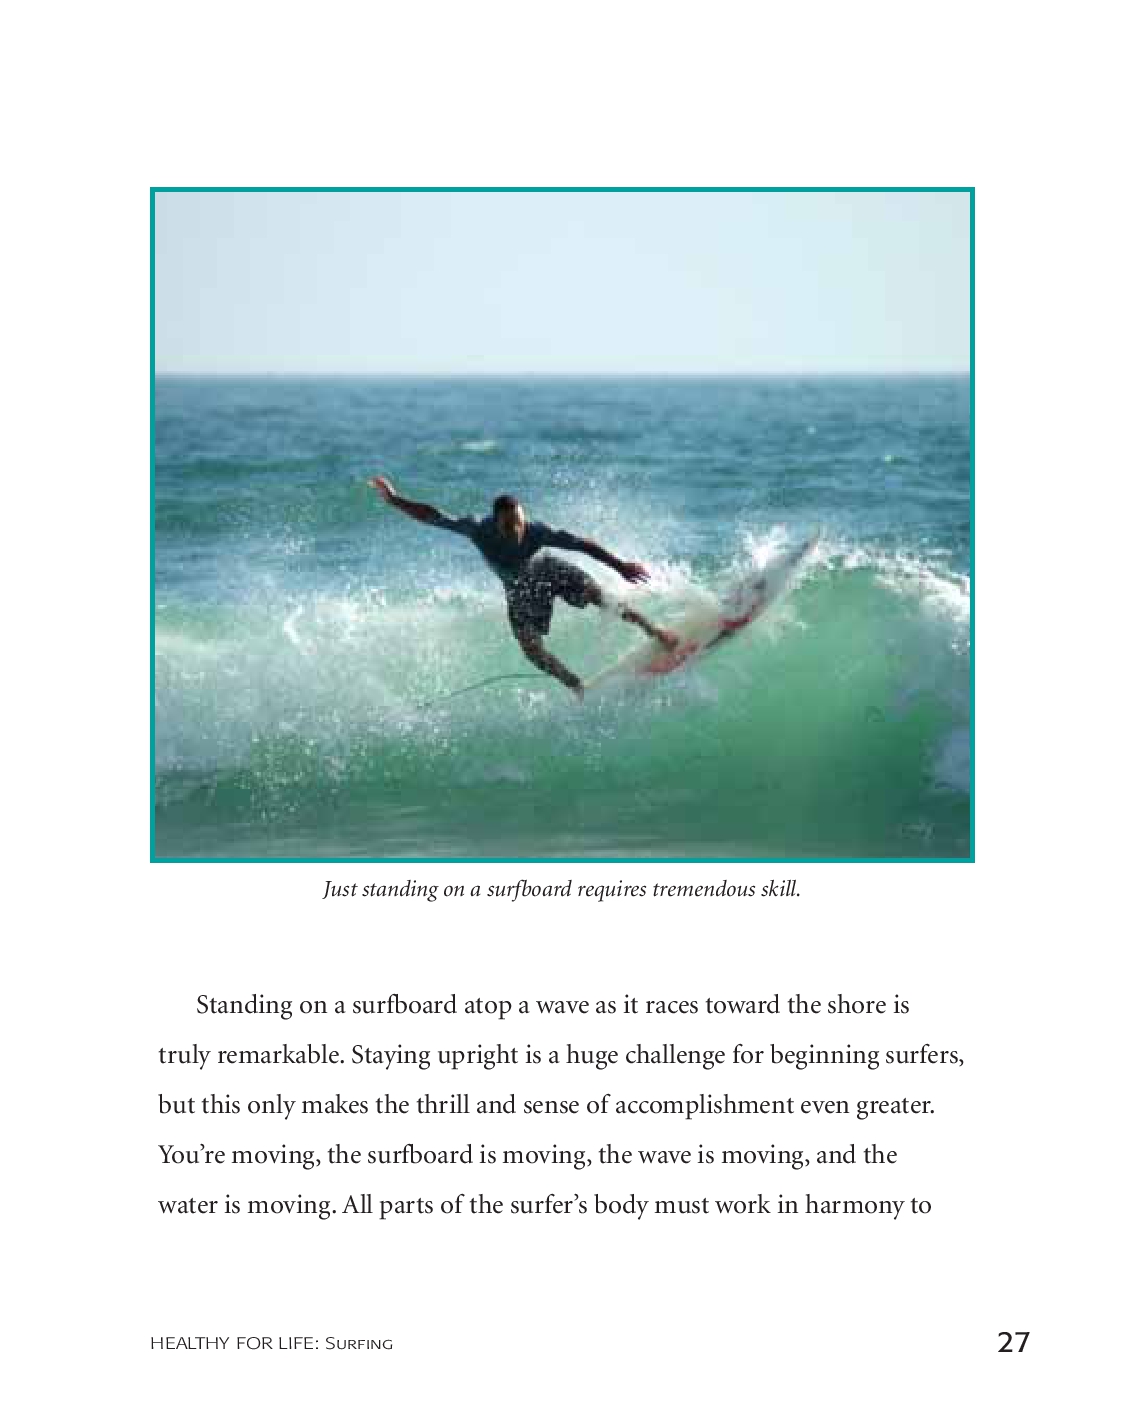 Just standing on a surfboard requires tremendous skill.
Standing on a surfboard atop a wave as it races toward the shore is
truly remarkable. Staying upright is a huge challenge for beginning surfers,
but this only makes the thrill and sense of accomplishment even greater.
You’re moving, the surfboard is moving, the wave is moving, and the
water is moving. All parts of the surfer’s body must work in harmony to
HEALTHY FOR LIFE: Surfing
27